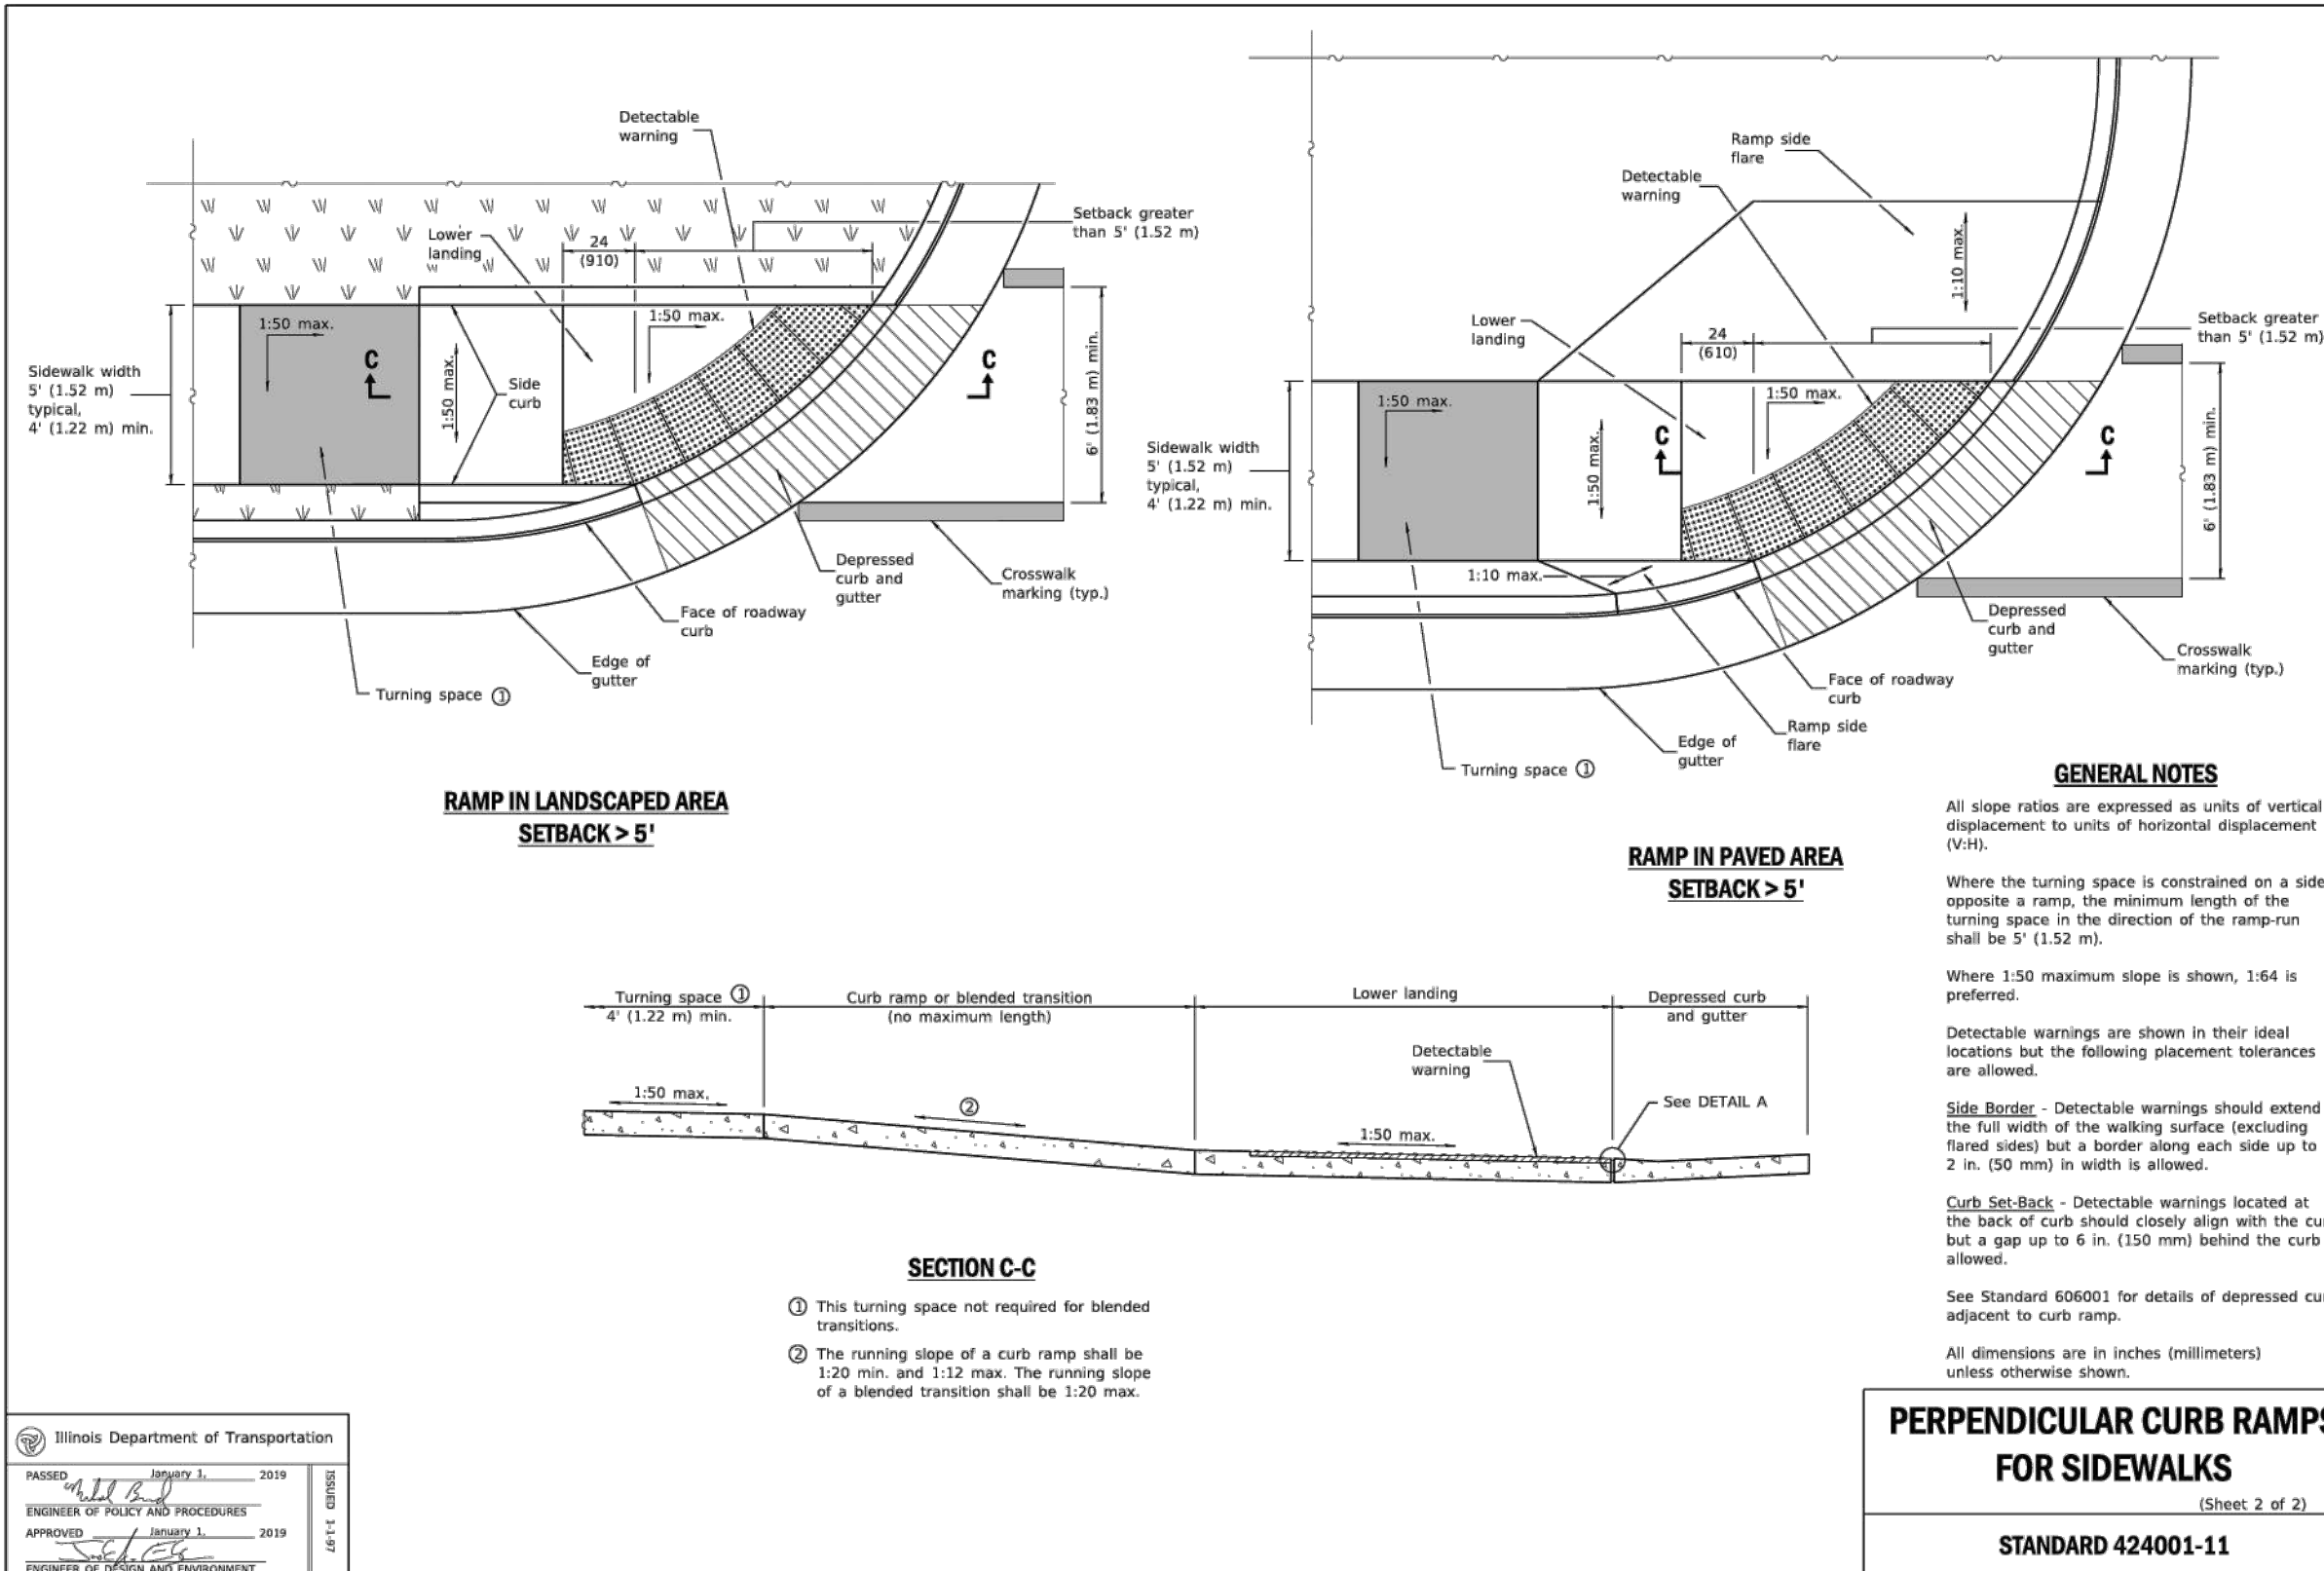 Detectable
warning
Lower
landing
24
(910)
Setback greater
than 5' (1.52 m)
1:50 max.
1:50 max.
C
C
1:50 max.
Side
curb
Sidewalk width
5' (1.52 m)
typical,
4' (1.22 m) min.
6' (1.83 m) min.
Depressed
curb and
gutter
Crosswalk
marking (typ.)
Face of roadway
curb
Edge of
gutter
Turning space ①
RAMP IN LANDSCAPED AREA
SETBACK > 5'
Ramp side
flare
Detectable
warning
1:10 max.
Lower
landing
24
(610)
Setback greater
than 5' (1.52 m)
1:50 max.
1:50 max.
C
C
1:50 max.
Sidewalk width
5' (1.52 m)
typical,
4' (1.22 m) min.
6' (1.83 m) min.
1:10 max.
Depressed
curb and
gutter
Crosswalk
marking (typ.)
Face of roadway
curb
Ramp side
flare
Edge of
gutter
Turning space ①
RAMP IN PAVED AREA
SETBACK > 5'
GENERAL NOTES
All slope ratios are expressed as units of vertical
displacement to units of horizontal displacement
(V:H).
Where the turning space is constrained on a side
opposite a ramp, the minimum length of the
turning space in the direction of the ramp-run
shall be 5' (1.52 m).
Where 1:50 maximum slope is shown, 1:64 is
preferred.
Detectable warnings are shown in their ideal
locations but the following placement tolerances
are allowed.
Side Border - Detectable warnings should extend
the full width of the walking surface (excluding
flared sides) but a border along each side up to
2 in. (50 mm) in width is allowed.
Curb Set-Back - Detectable warnings located at
the back of curb should closely align with the
but a gap up to 6 in. (150 mm) behind the curb
allowed.
See Standard 606001 for details of depressed
adjacent to curb ramp.
All dimensions are in inches (millimeters)
unless otherwise shown.
Turning space ①
4' (1.22 m) min.
Curb ramp or blended transition
(no maximum length)
Lower landing
Depressed curb
and gutter
Detectable
warning
See DETAIL A
1:50 max.
②
1:50 max.
SECTION C-C
① This turning space not required for blended
transitions.
② The running slope of a curb ramp shall be
1:20 min. and 1:12 max. The running slope
of a blended transition shall be 1:20 max.
Illinois Department of Transportation
PASSED January 1, 2019
ENGINEER OF POLICY AND PROCEDURES
APPROVED January 1, 2019
ENGINEER OF DESIGN AND ENVIRONMENT
ISSUED 1-1-97
PERPENDICULAR CURB RAMPS
FOR SIDEWALKS
(Sheet 2 of 2)
STANDARD 424001-11